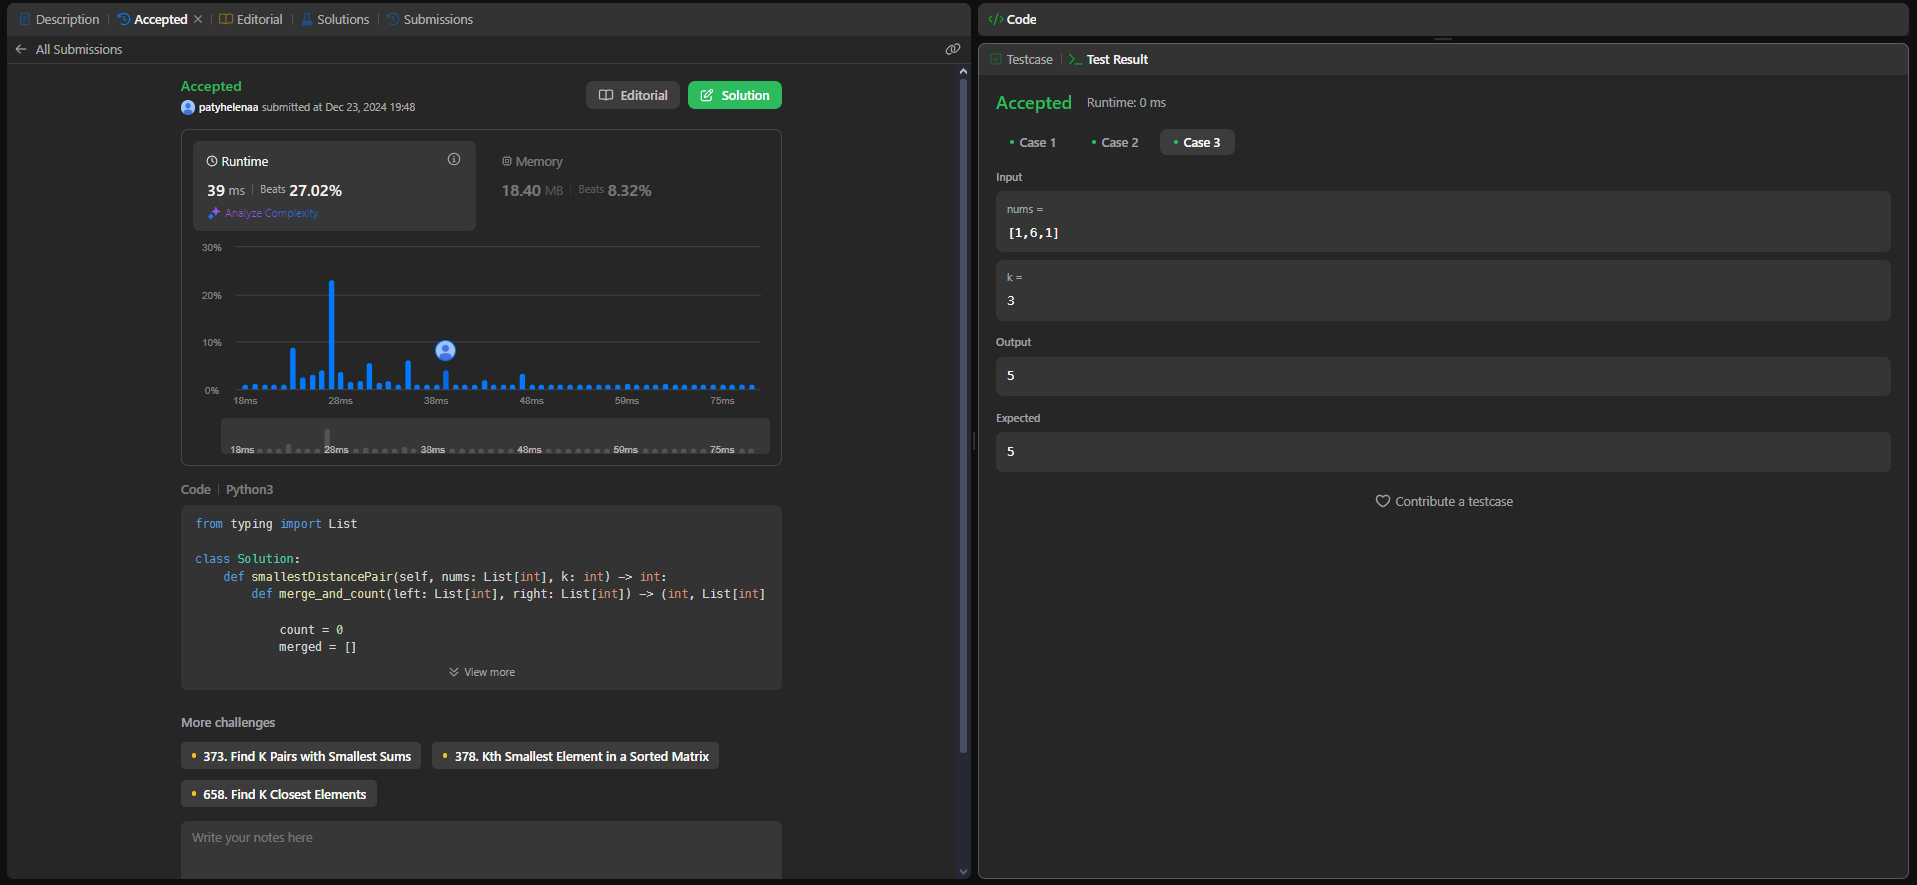 Description
Accepted
Editorial
Solutions
Submissions
All Submissions
Accepted
patyhelenaa submitted at Dec 23, 2024 19:48
Editorial
Solution
Runtime
39 ms
Beats 27.02%
Analyze Complexity
Memory
18.40 MB
Beats 8.32%
30%
20%
10%
0%
18ms 28ms 38ms 48ms 59ms 75ms
18ms 28ms 38ms 48ms 59ms 75ms
Code
Python3
from typing import List
class Solution:
def smallestDistancePair(self, nums: List[int], k: int) -> int:
def merge_and_count(left: List[int], right: List[int]) -> (int, List[int]
count = 0
merged = []
View more
More challenges
373. Find K Pairs with Smallest Sums
378. Kth Smallest Element in a Sorted Matrix
658. Find K Closest Elements
Write your notes here
</> Code
Testcase
Test Result
Accepted
Runtime: 0 ms
Case 1
Case 2
Case 3
Input
nums =
[1,6,1]
k =
3
Output
5
Expected
5
Contribute a testcase